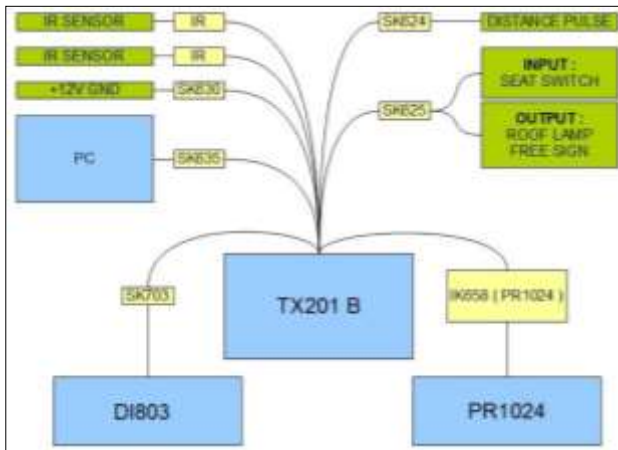 IR SENSOR
IR
IR SENSOR
IR
+12V GND
SK630
PC
SK635
SK624
DISTANCE PULSE
SK625
INPUT :
SEAT SWITCH
OUTPUT :
ROOF LAMP
FREE SIGN
SK703
TX201 B
IK658 ( PR1024 )
DI803
PR1024